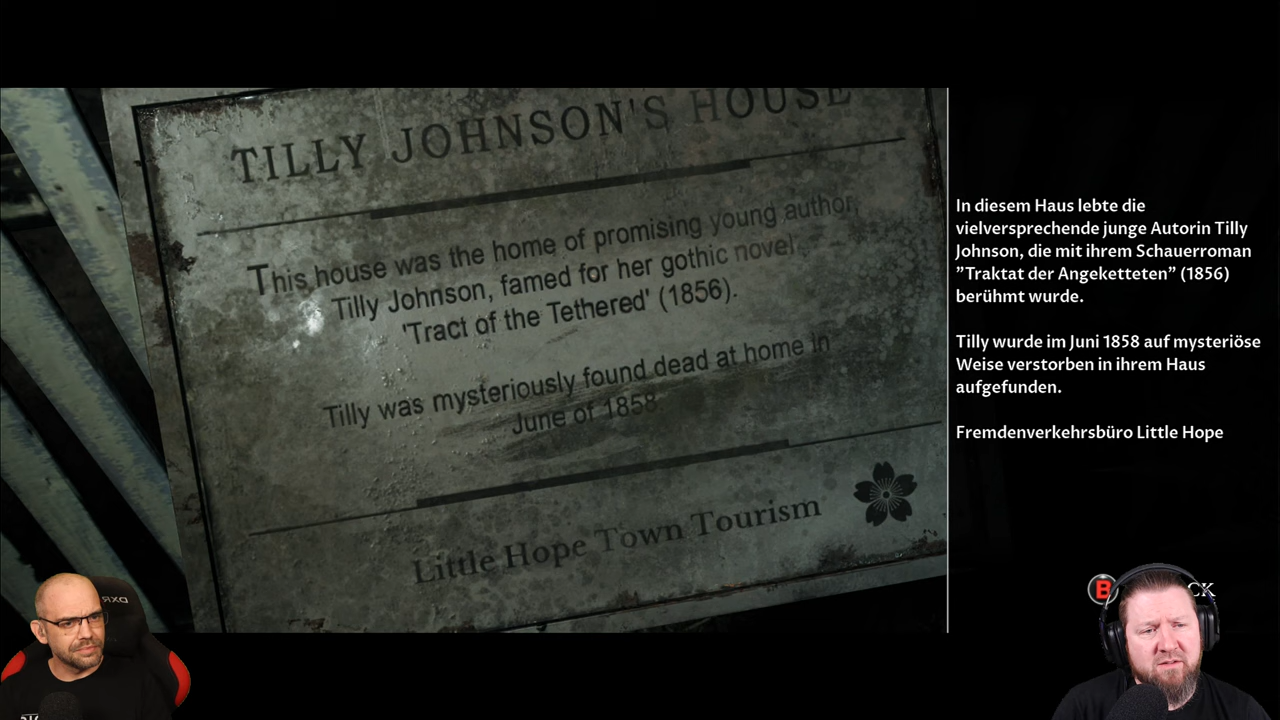 TILLY JOHNSON'S HOUSE
This house was the home of promising young author,
Tilly Johnson, famed for her gothic novel
'Tract of the Tethered' (1856).
Tilly was mysteriously found dead at home in
June of 1858.
Little Hope Town Tourism
In diesem Haus lebte die
vielversprechende junge Autorin Tilly
Johnson, die mit ihrem Schauerroman
"Traktat der Angeketteten" (1856)
berühmt wurde.
Tilly wurde im Juni 1858 auf mysteriöse
Weise verstorben in ihrem Haus
aufgefunden.
Fremdenverkehrsbüro Little Hope
B
CK
DXR